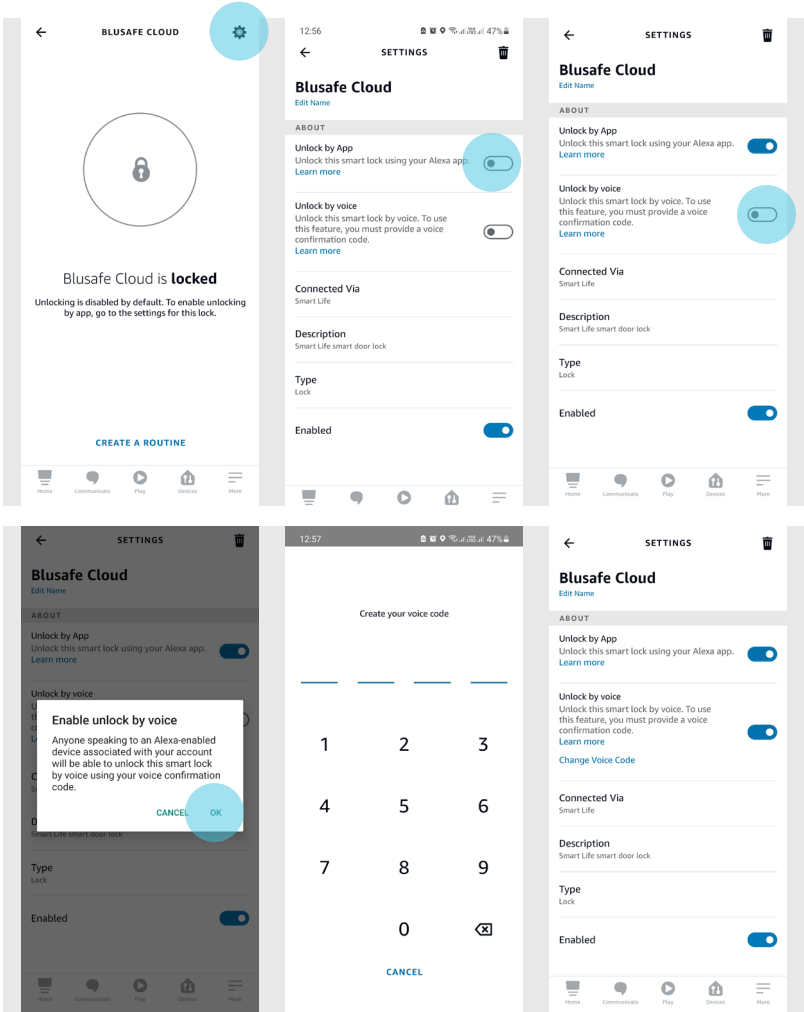 BLUSAFE CLOUD
Blusafe Cloud is locked
Unlocking is disabled by default. To enable unlocking
by app, go to the settings for this lock.
CREATE A ROUTINE
Home
Communicate
Play
Devices
More
12:56
47%
SETTINGS
Blusafe Cloud
Edit Name
ABOUT
Unlock by App
Unlock this smart lock using your Alexa app.
Learn more
Unlock by voice
Unlock this smart lock by voice. To use
this feature, you must provide a voice
confirmation code.
Learn more
Connected Via
Smart Life
Description
Smart Life smart door lock
Type
Lock
Enabled
SETTINGS
Blusafe Cloud
Edit Name
ABOUT
Unlock by App
Unlock this smart lock using your Alexa app.
Learn more
Unlock by voice
Unlock this smart lock by voice. To use
this feature, you must provide a voice
confirmation code.
Learn more
Connected Via
Smart Life
Description
Smart Life smart door lock
Type
Lock
Enabled
Home
Communicate
Play
Devices
More
SETTINGS
Blusafe Cloud
Edit Name
ABOUT
Unlock by App
Unlock this smart lock using your Alexa app.
Learn more
Unlock by voice
Enable unlock by voice
Anyone speaking to an Alexa-enabled
device associated with your account
will be able to unlock this smart lock
by voice using your voice confirmation
code.
CANCEL
OK
Smart Life smart door lock
Type
Lock
Enabled
Home
Communicate
Play
Devices
More
12:57
47%
Create your voice code
1 2 3
4 5 6
7 8 9
0
CANCEL
SETTINGS
Blusafe Cloud
Edit Name
ABOUT
Unlock by App
Unlock this smart lock using your Alexa app.
Learn more
Unlock by voice
Unlock this smart lock by voice. To use
this feature, you must provide a voice
confirmation code.
Learn more
Change Voice Code
Connected Via
Smart Life
Description
Smart Life smart door lock
Type
Lock
Enabled
Home
Communicate
Play
Devices
More